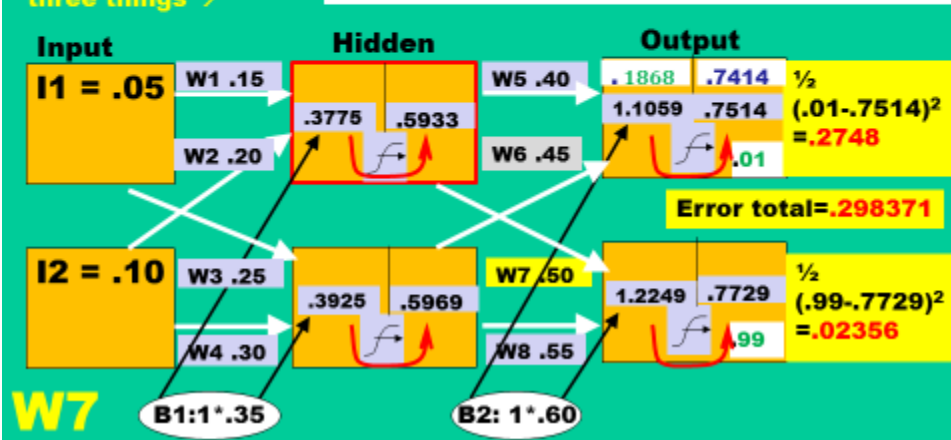 three things →
Input
Hidden
Output
I1 = .05
W1 .15
W2 .20
.3775
.5933
W5 .40
W6 .45
.1868
.7414
1.1059
.7514
.01
½
(.01-.7514)²
=.2748
Error total=.298371
I2 = .10
W3 .25
W4 .30
.3925
.5969
W7 .50
W8 .55
1.2249
.7729
.99
½
(.99-.7729)²
=.02356
W7
B1:1*.35
B2: 1*.60